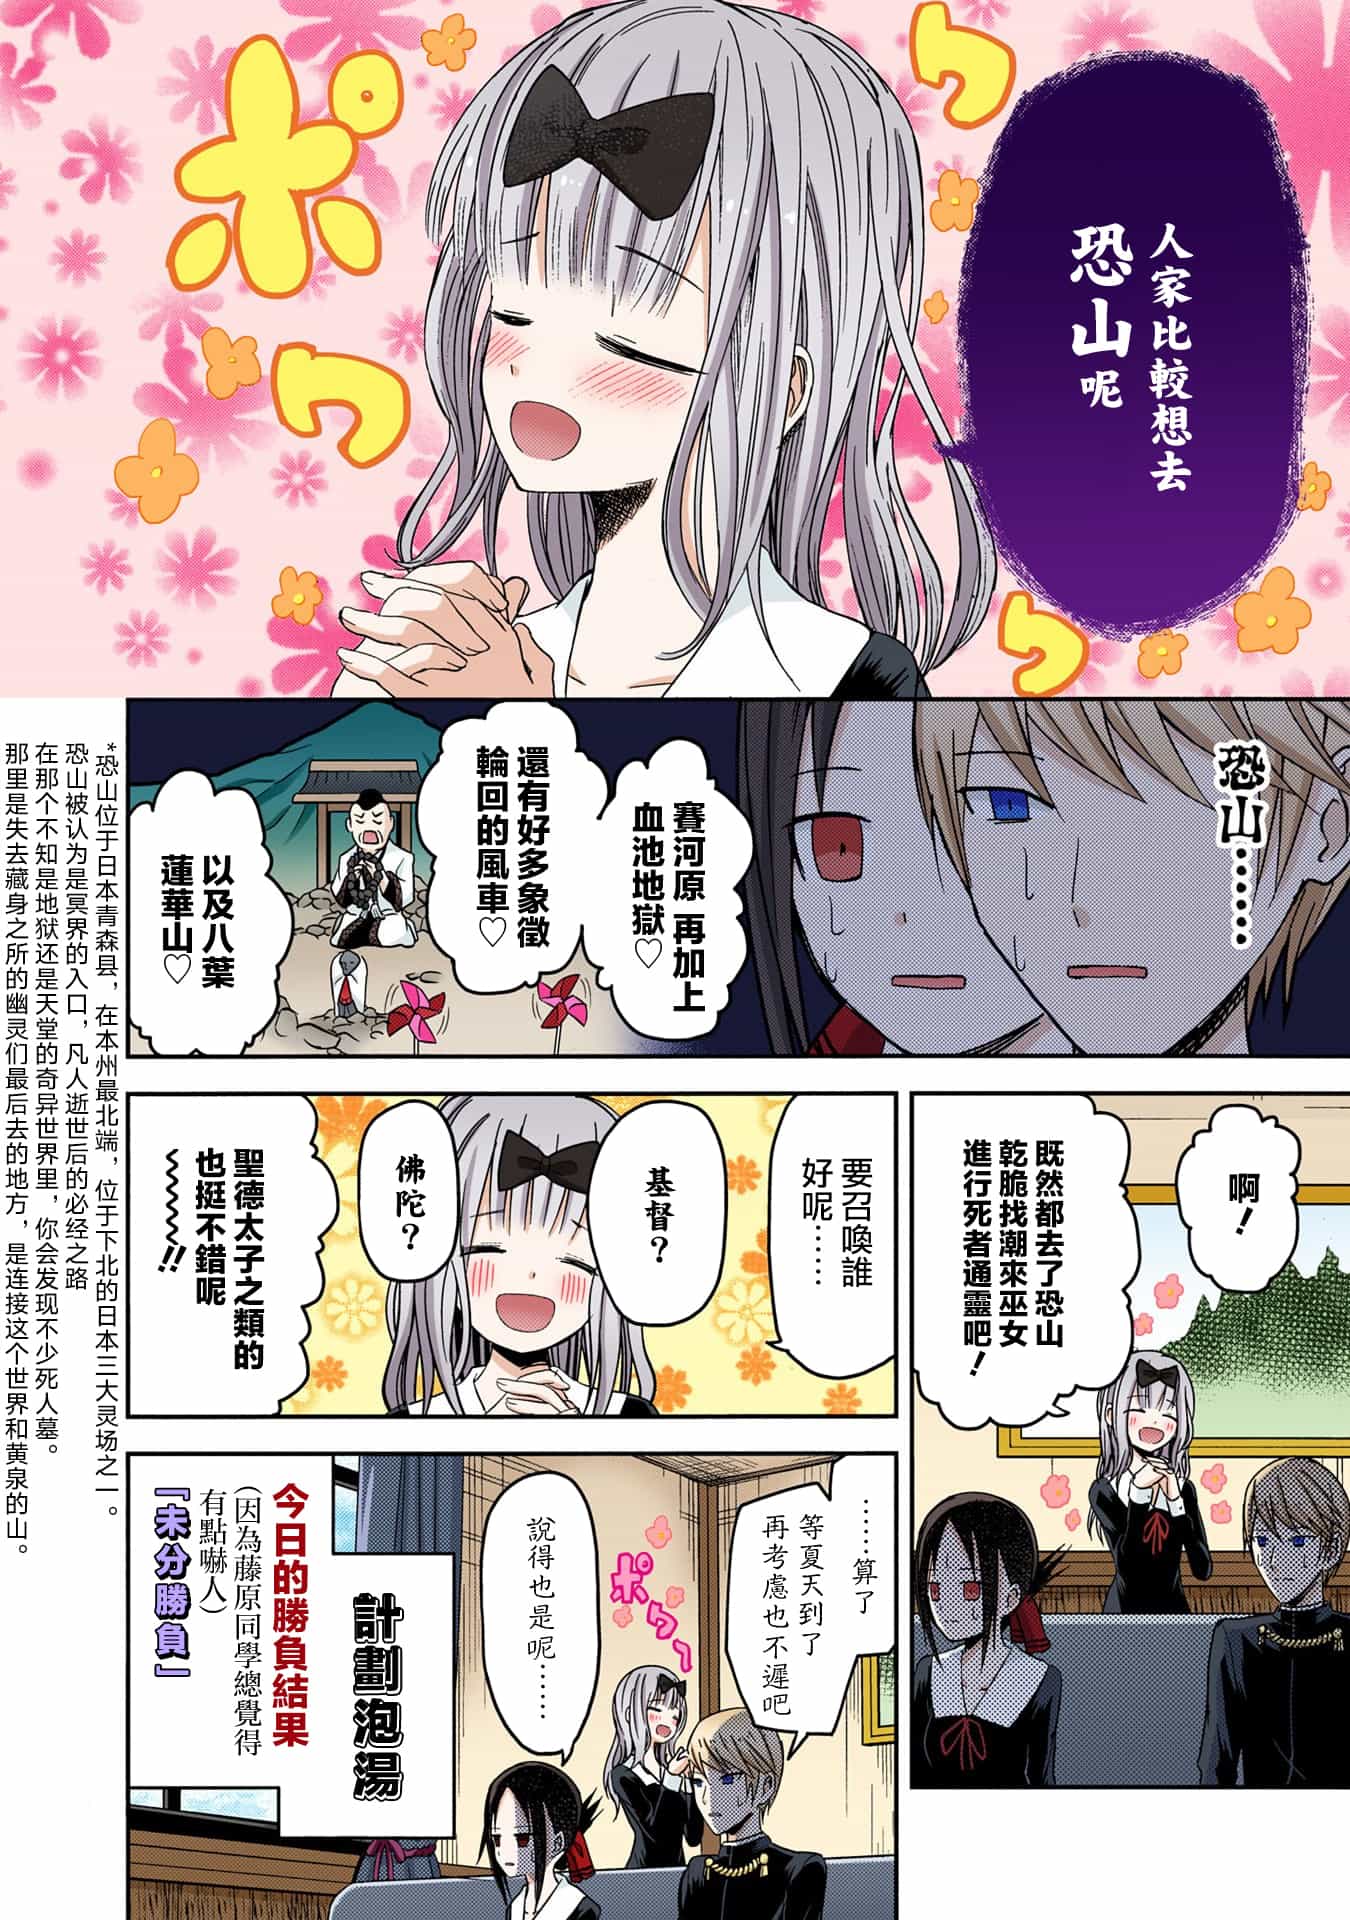 人家比較想去
恐山呢
ポワ
ワ
ワ
恐山……
賽河原 再加上
血池地獄♡
還有好多象徵
輪回的風車♡
以及八葉
蓮華山♡
啊！
既然都去了恐山
乾脆找潮來巫女
進行死者通靈吧！
要召喚誰
好呢……
基督？
佛陀？
聖德太子之類的
也挺不錯呢
～～～!!
……算了
等夏天到了
再考慮也不遲吧
ポワワ〜
說得也是呢……
計劃泡湯
今日的勝負結果
(因為藤原同學總覺得
有點嚇人)
「未分勝負」
*恐山位于日本青森县，在本州最北端，位于下北的日本三大灵场之一。
恐山被认为是冥界的入口，凡人逝世后的必经之路
在那个不知是地狱还是天堂的奇异世界里，你会发现不少死人墓。
那里是失去藏身之所的幽灵们最后去的地方，是连接这个世界和黄泉的山。